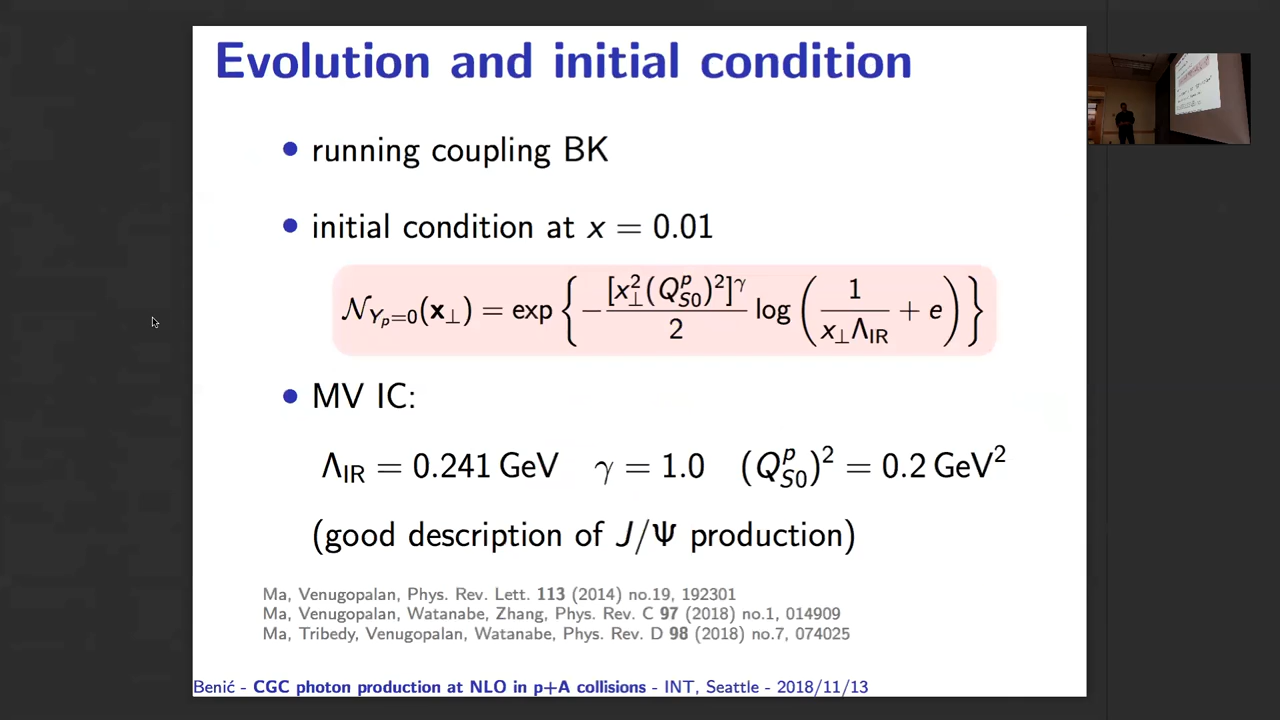 Evolution and initial condition
• running coupling BK
• initial condition at x = 0.01
𝒩_{Y_p=0}(𝐱_⊥) = exp { − [x_⊥^2 (Q_{S0}^p)^2]^γ / 2 log ( 1 / x_⊥Λ_IR + e ) }
• MV IC:
Λ_IR = 0.241 GeV γ = 1.0 (Q_{S0}^p)^2 = 0.2 GeV^2
(good description of J/Ψ production)
Ma, Venugopalan, Phys. Rev. Lett. 113 (2014) no.19, 192301
Ma, Venugopalan, Watanabe, Zhang, Phys. Rev. C 97 (2018) no.1, 014909
Ma, Tribedy, Venugopalan, Watanabe, Phys. Rev. D 98 (2018) no.7, 074025
Benić - CGC photon production at NLO in p+A collisions - INT, Seattle - 2018/11/13